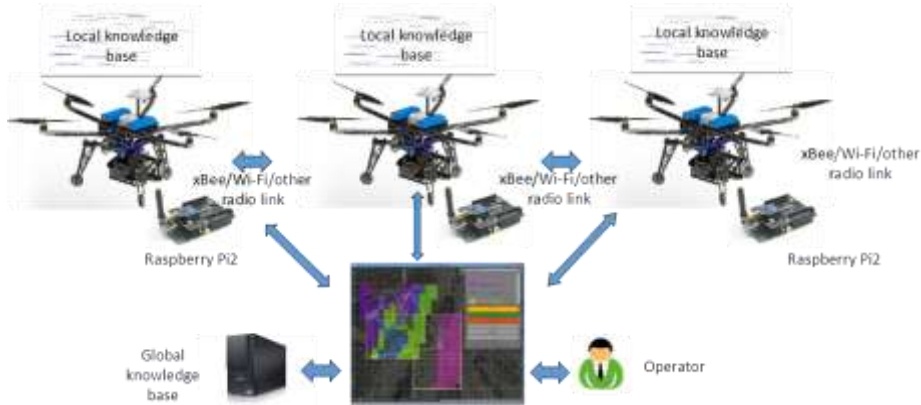 Local knowledge
base
Local knowledge
base
Local knowledge
base
xBee/Wi-Fi/other
radio link
xBee/Wi-Fi/other
radio link
xBee/Wi-Fi/other
radio link
Raspberry Pi2
Raspberry Pi2
Global
knowledge
base
Operator